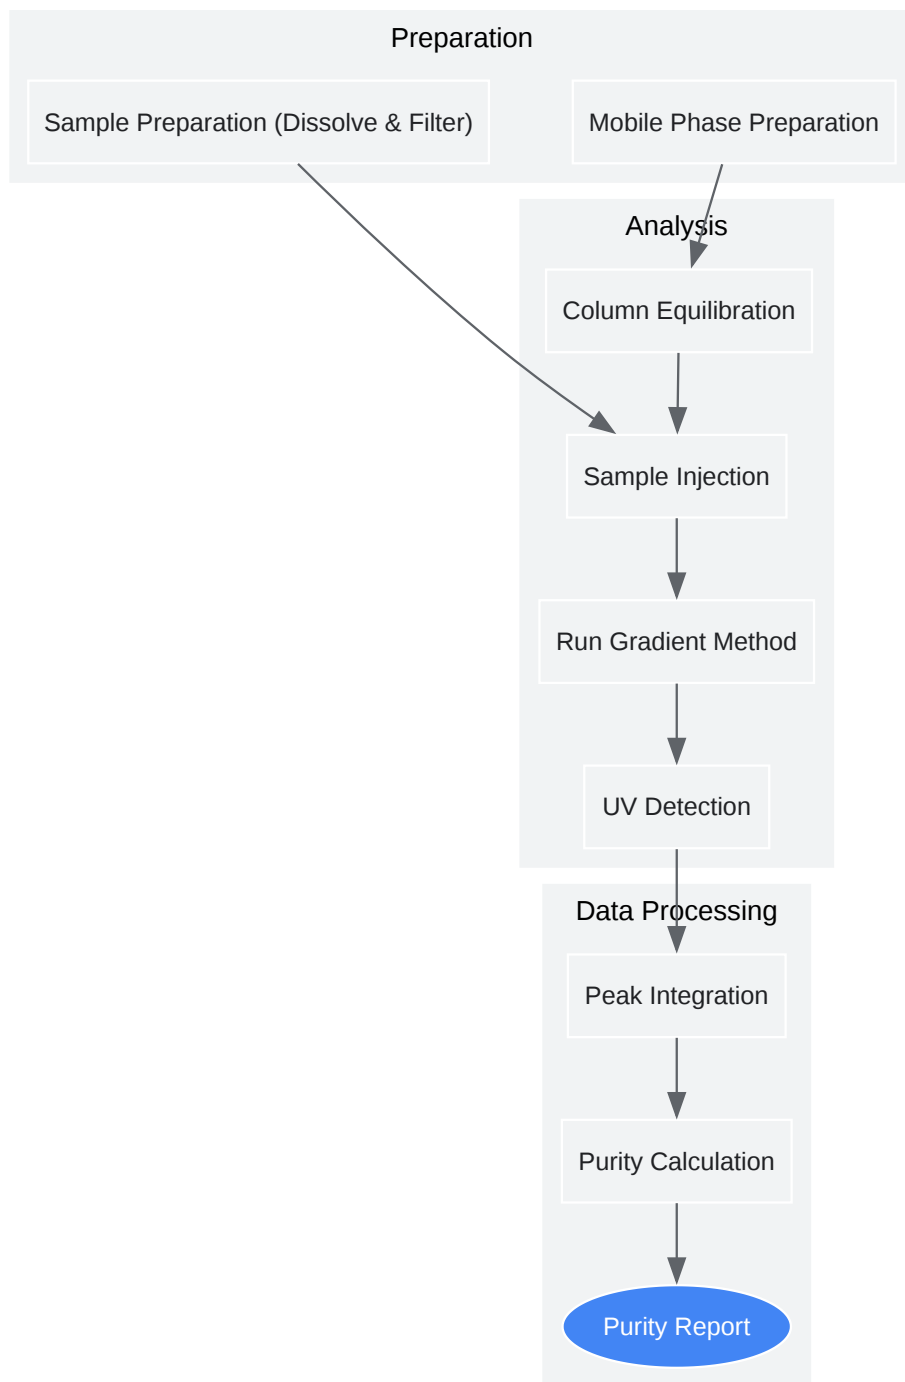 Preparation
Sample Preparation (Dissolve & Filter)
Mobile Phase Preparation
Analysis
Column Equilibration
Sample Injection
Run Gradient Method
UV Detection
Data Processing
Peak Integration
Purity Calculation
Purity Report